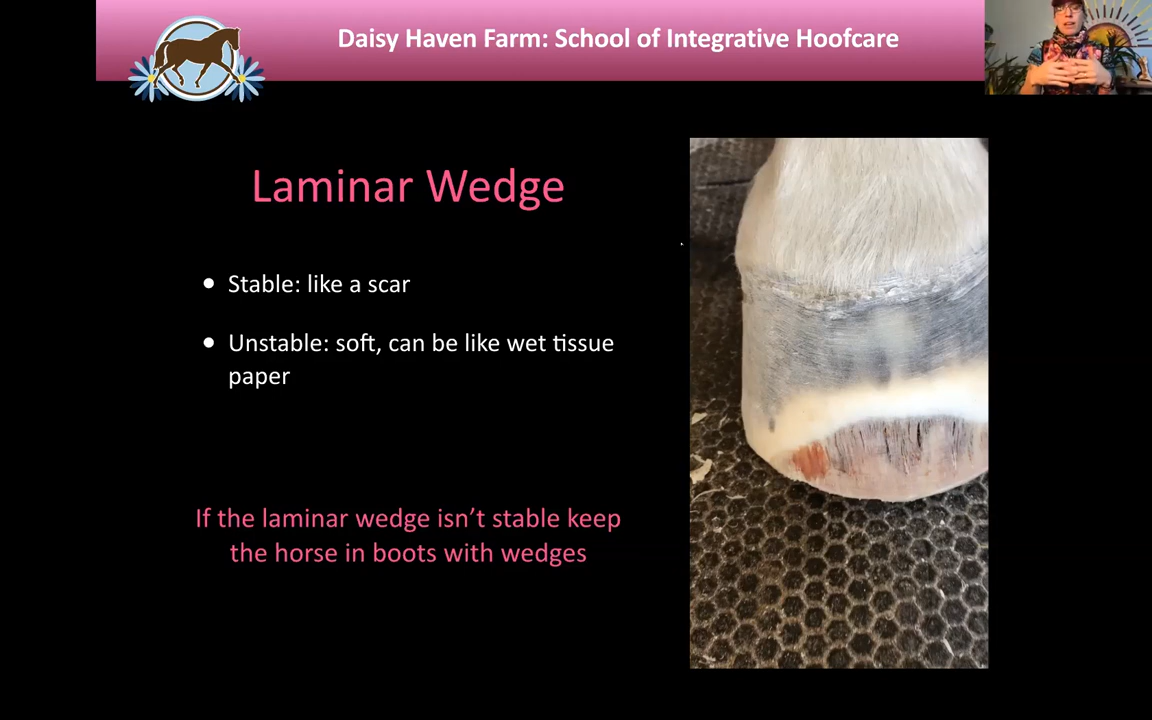 Daisy Haven Farm: School of Integrative Hoofcare
Laminar Wedge
• Stable: like a scar
• Unstable: soft, can be like wet tissue
paper
If the laminar wedge isn’t stable keep
the horse in boots with wedges